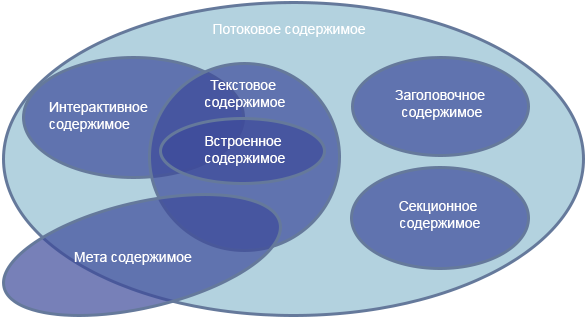 Потоковое содержимое
Интерактивное
содержимое
Текстовое
содержимое
Встроенное
содержимое
Заголовочное
содержимое
Секционное
содержимое
Мета содержимое